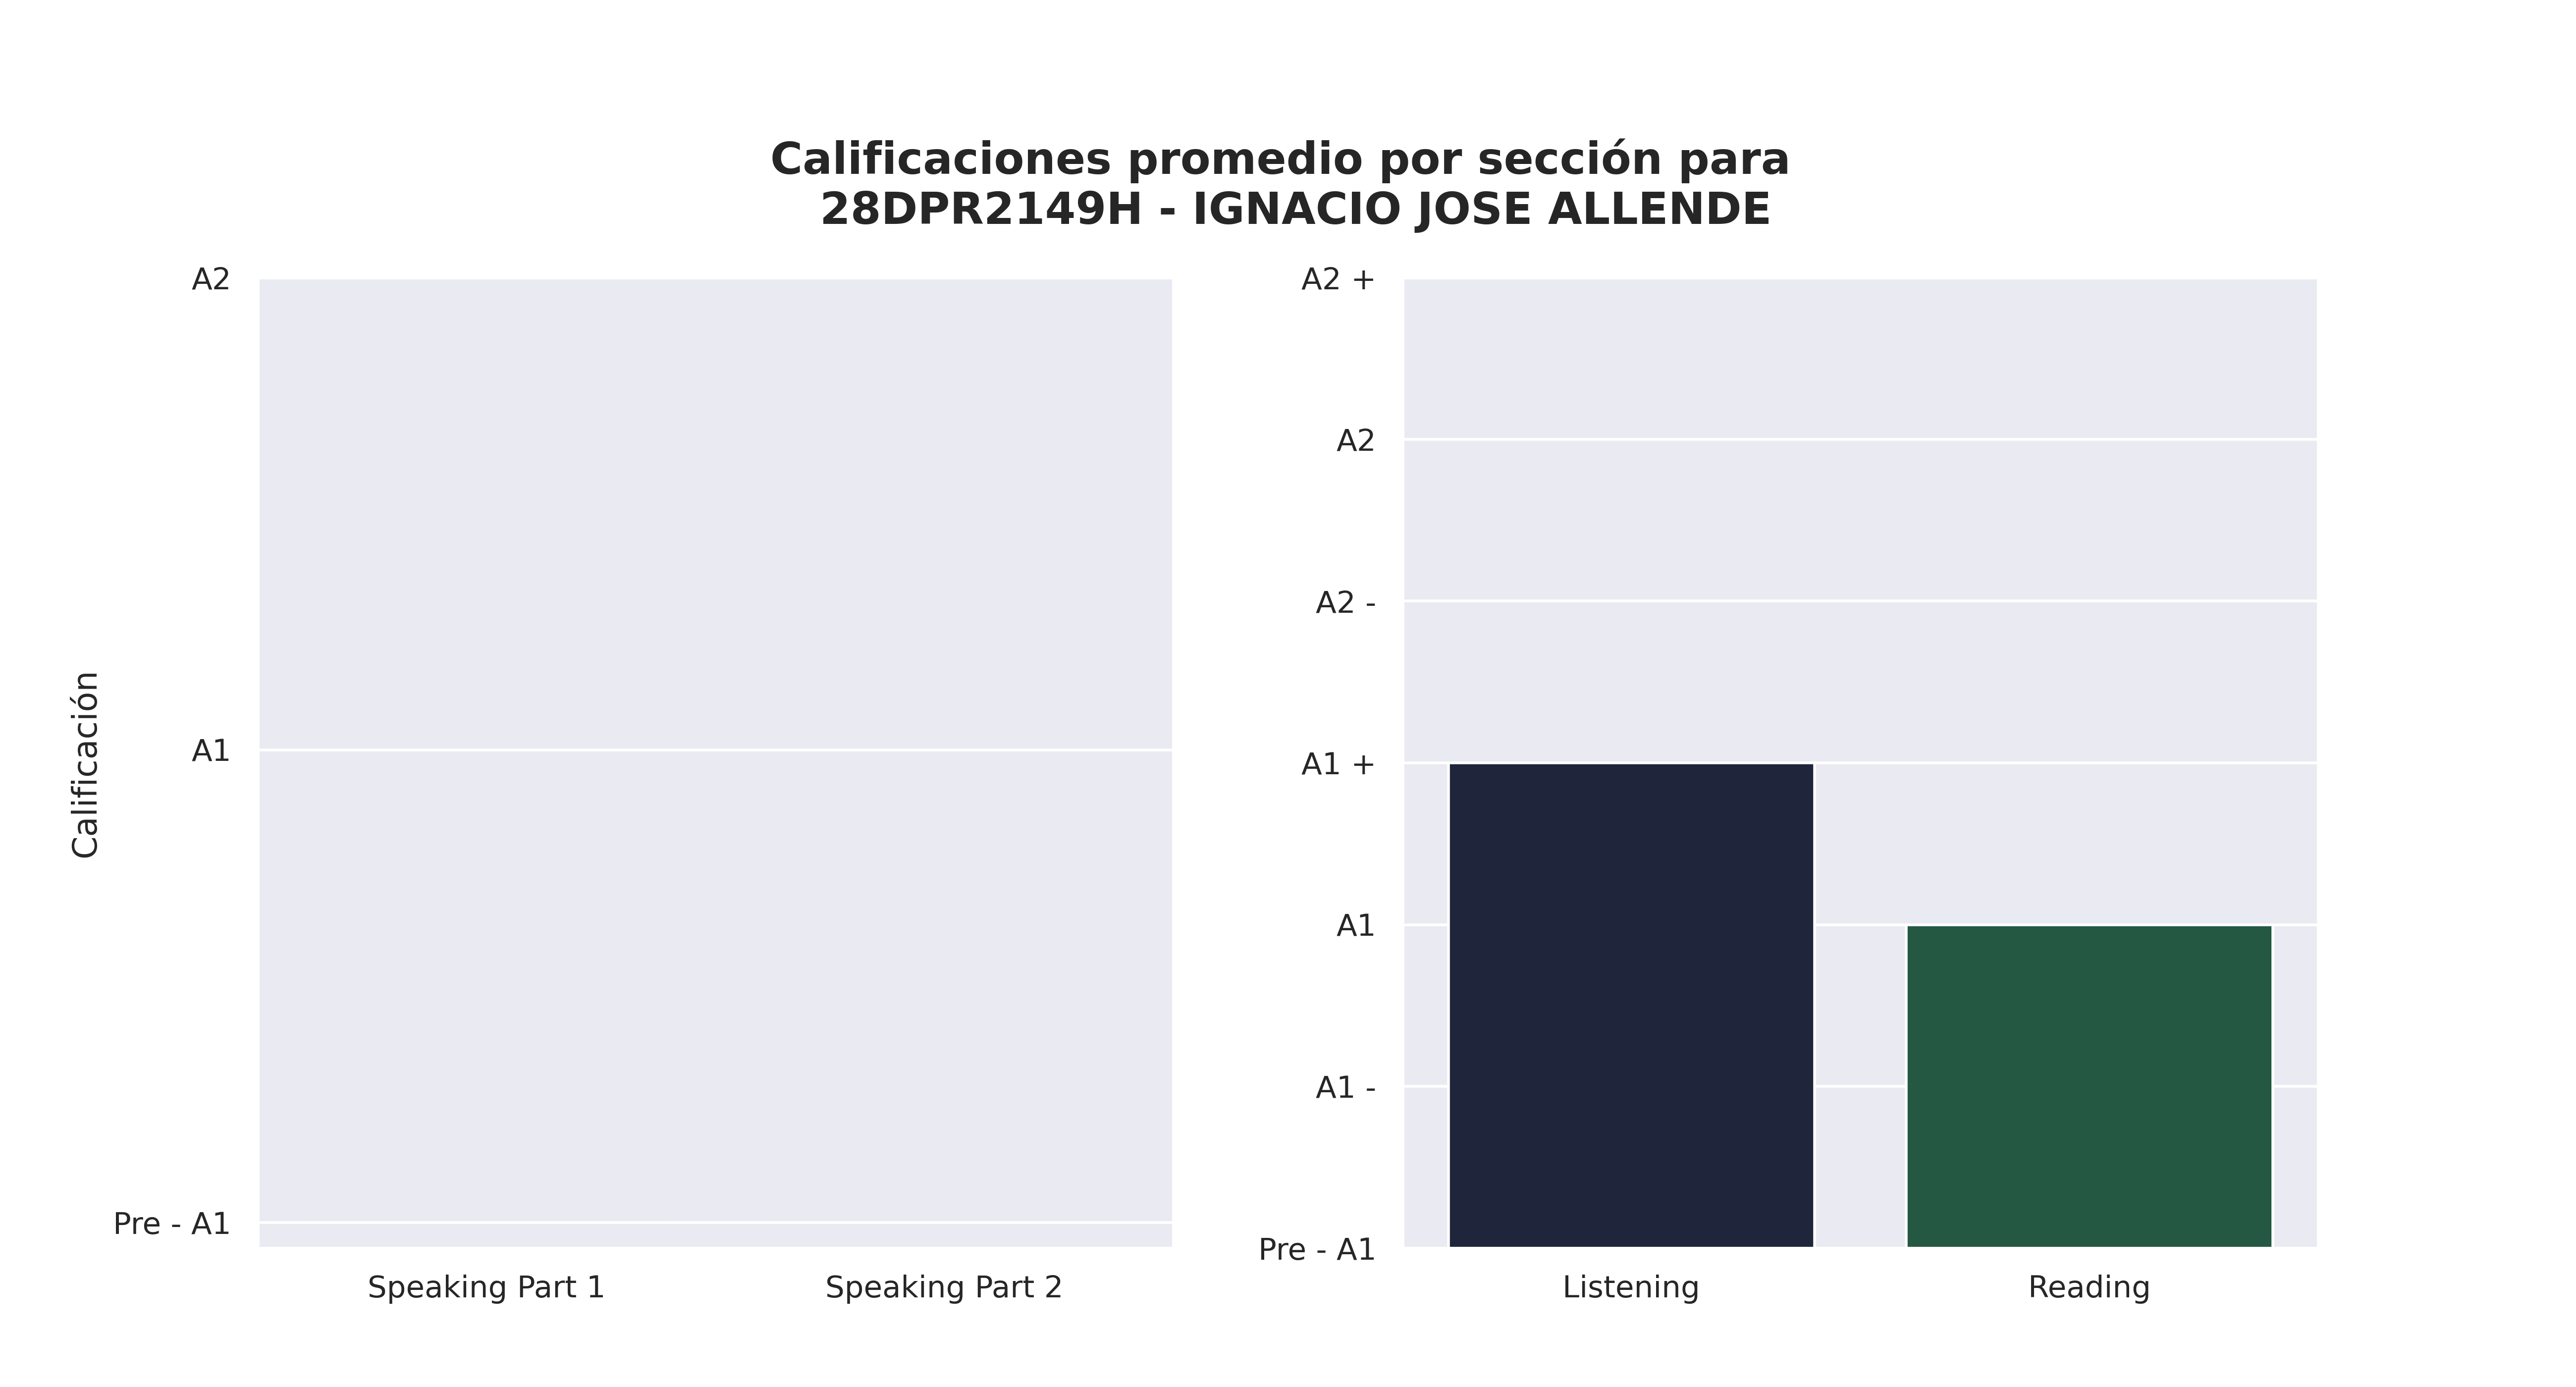 Calificaciones promedio por sección para
28DPR2149H - IGNACIO JOSE ALLENDE
Calificación
A2
A1
Pre - A1
Speaking Part 1
Speaking Part 2
A2 +
A2
A2 -
A1 +
A1
A1 -
Pre - A1
Listening
Reading